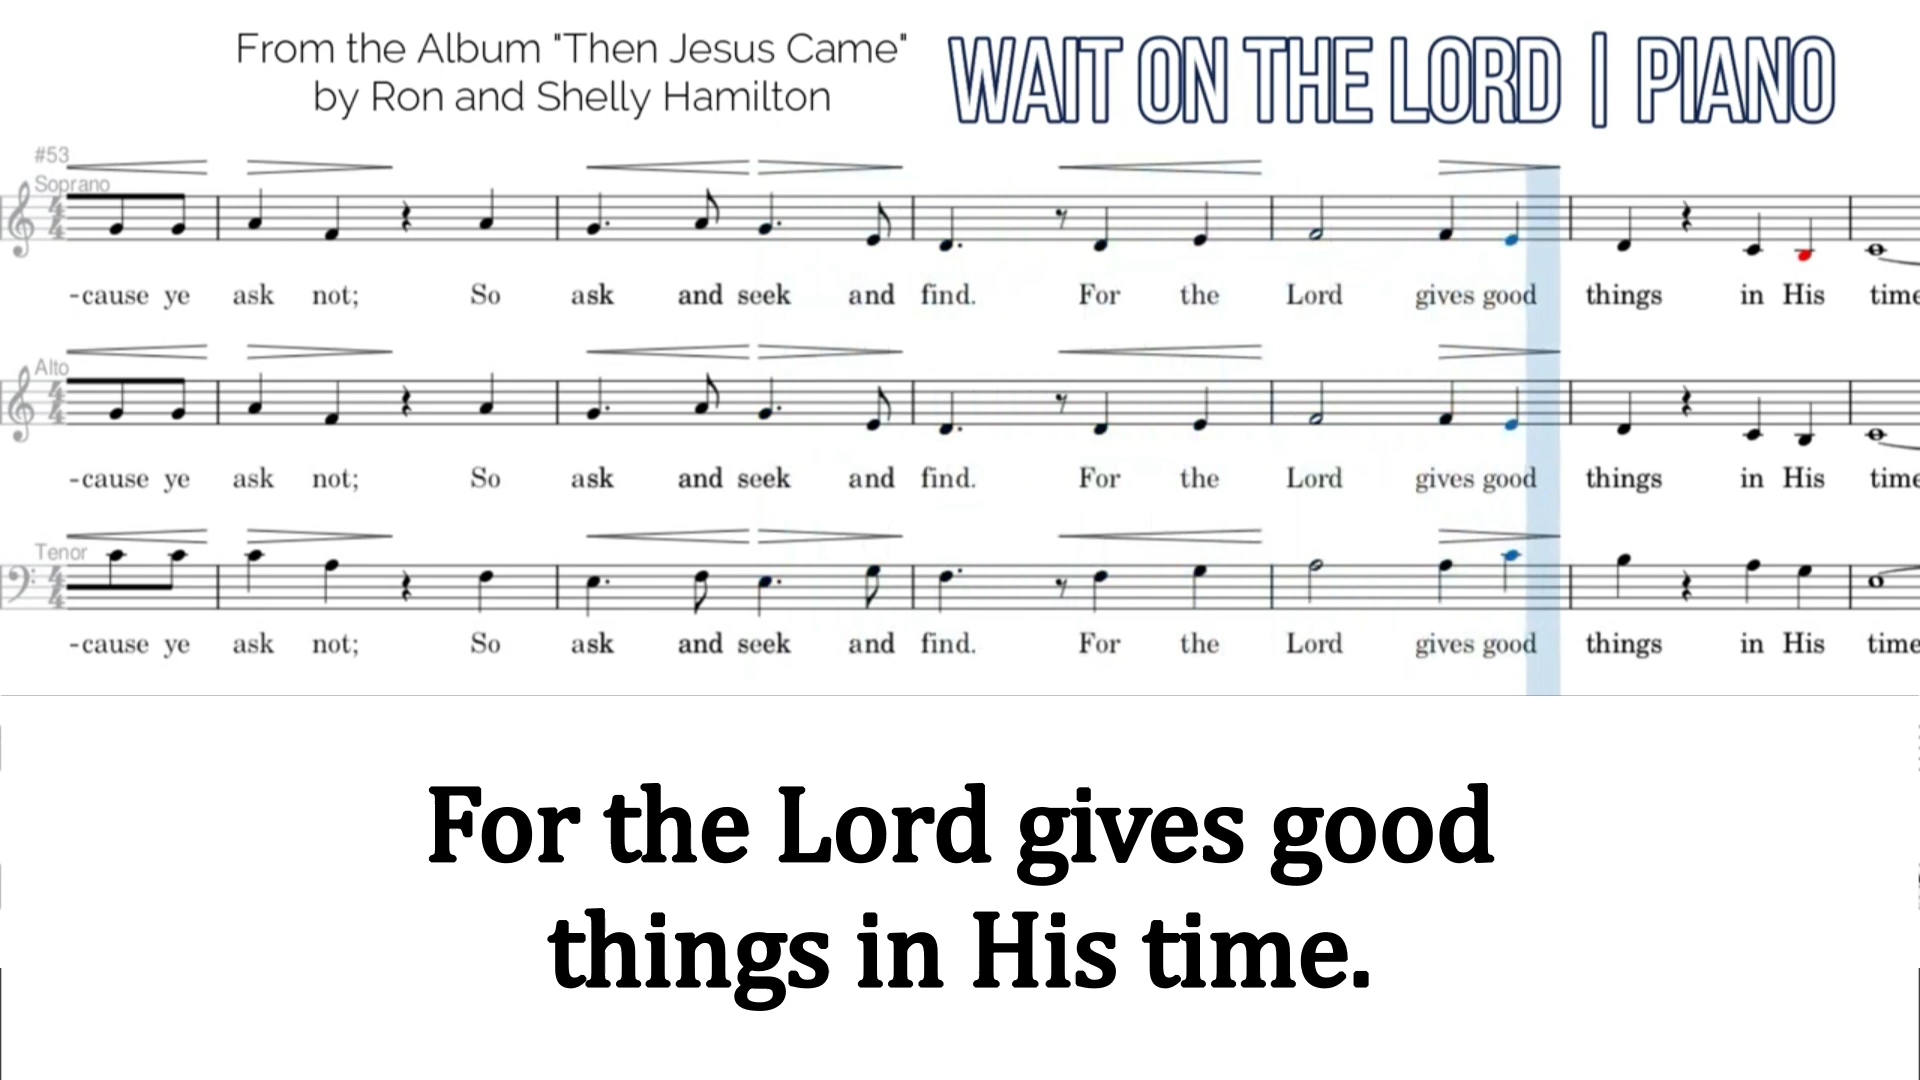 From the Album "Then Jesus Came"
by Ron and Shelly Hamilton
WAIT ON THE LORD | PIANO
#53
Soprano
-cause ye ask not; So ask and seek and find. For the Lord gives good things in His time
Alto
-cause ye ask not; So ask and seek and find. For the Lord gives good things in His time
Tenor
-cause ye ask not; So ask and seek and find. For the Lord gives good things in His time
For the Lord gives good
things in His time.